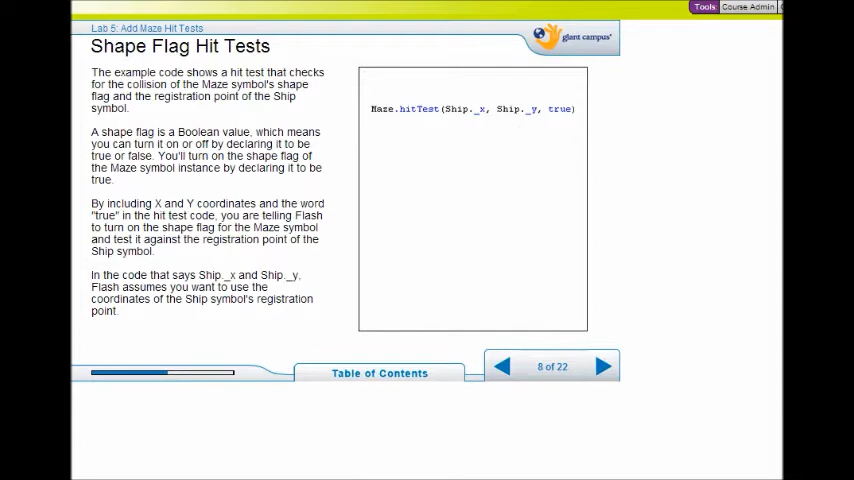 Tools: Course Admin
Lab 5: Add Maze Hit Tests
Shape Flag Hit Tests
giant campus
The example code shows a hit test that checks
for the collision of the Maze symbol's shape
flag and the registration point of the Ship
symbol.
A shape flag is a Boolean value, which means
you can turn it on or off by declaring it to be
true or false. You'll turn on the shape flag of
the Maze symbol instance by declaring it to be
true.
By including X and Y coordinates and the word
"true" in the hit test code, you are telling Flash
to turn on the shape flag for the Maze symbol
and test it against the registration point of the
Ship symbol.
In the code that says Ship._x and Ship._y,
Flash assumes you want to use the
coordinates of the Ship symbol's registration
point.
Maze.hitTest(Ship._x, Ship._y, true)
Table of Contents
8 of 22